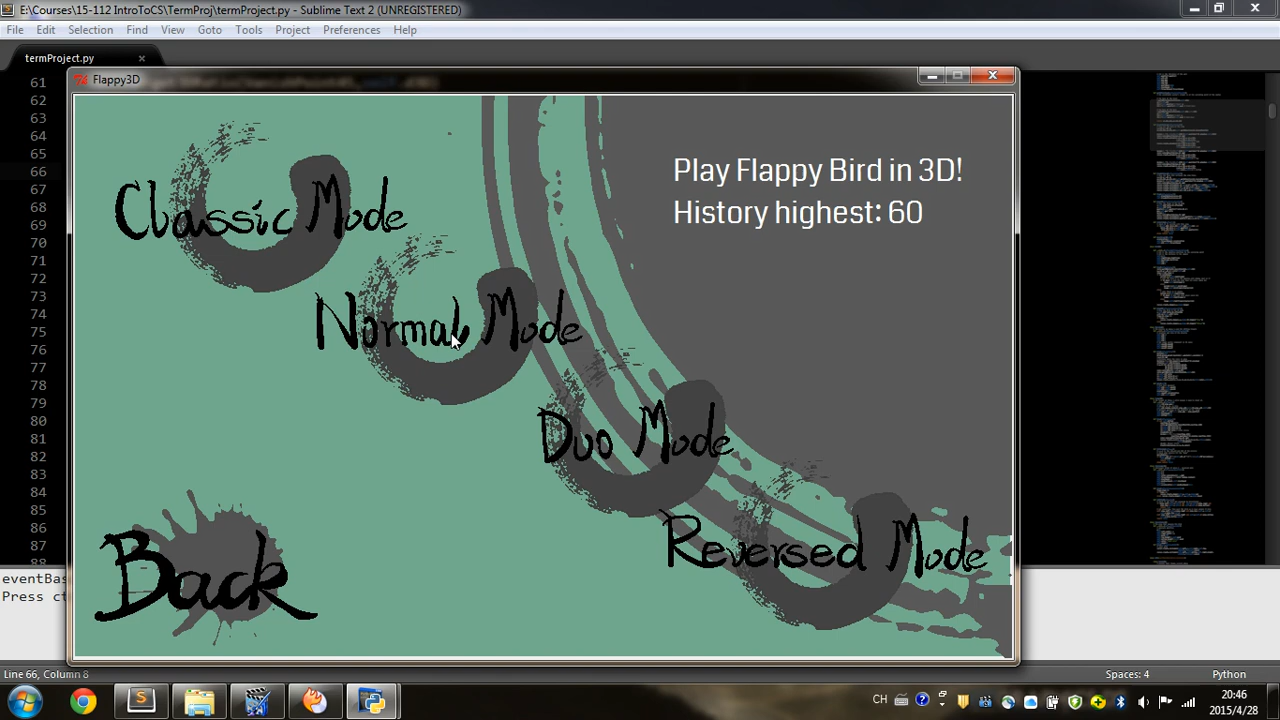 E:\Courses\15-112 IntroToCS\TermProj\termProject.py - Sublime Text 2 (UNREGISTERED)
File Edit Selection Find View Goto Tools Project Preferences Help
termProject.py
Flappy3D
61
62
63
64
65
66
67
68
69
70
71
72
73
74
75
76
77
78
79
80
81
82
83
84
85
86
87
88
Play Flappy Bird in 3D!
History highest: 60
Classic Mode
Normal Mode
Duo Mode
Reversed Mode
Back
eventBas
Press ct
Line 66, Column 8
Spaces: 4
Python
CH
20:46
2015/4/28